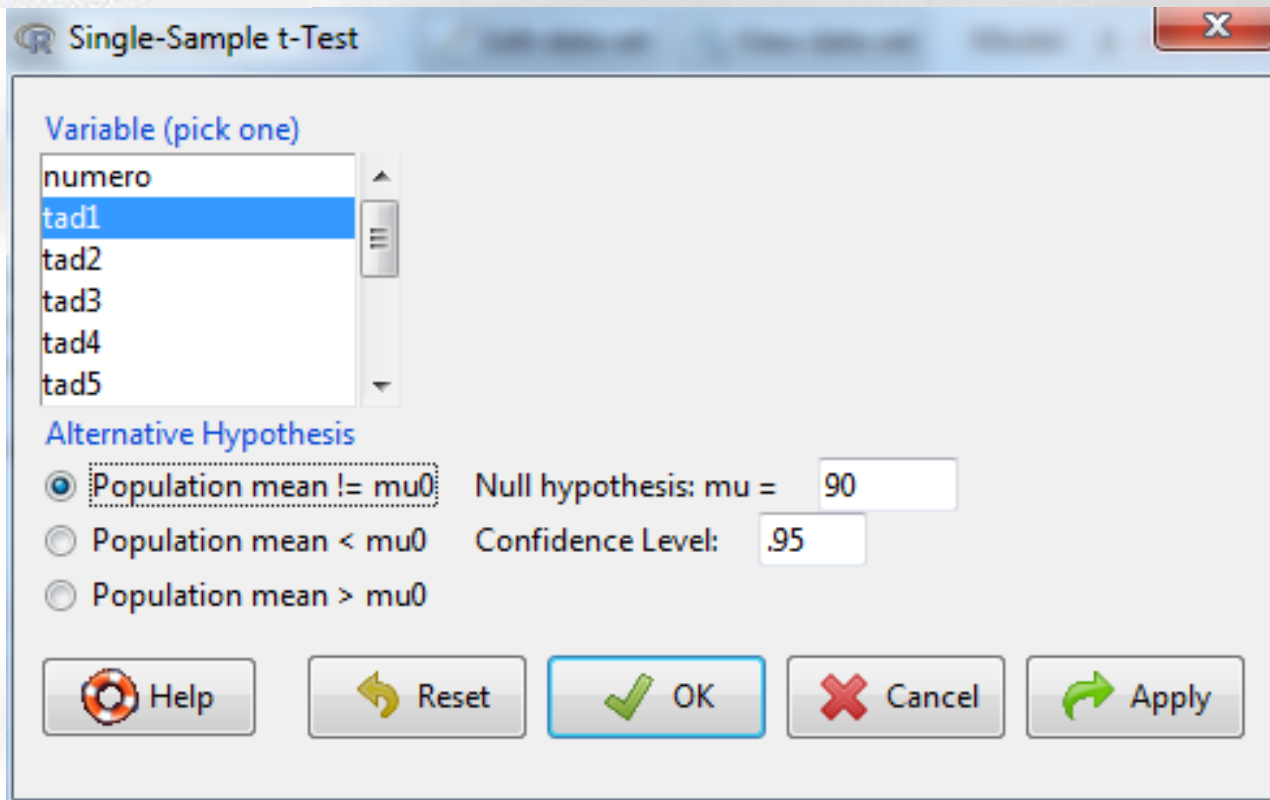 Single-Sample t-Test
Variable (pick one)
numero
tad1
tad2
tad3
tad4
tad5
Alternative Hypothesis
Population mean != mu0 Null hypothesis: mu = 90
Population mean < mu0 Confidence Level: .95
Population mean > mu0
Help Reset OK Cancel Apply